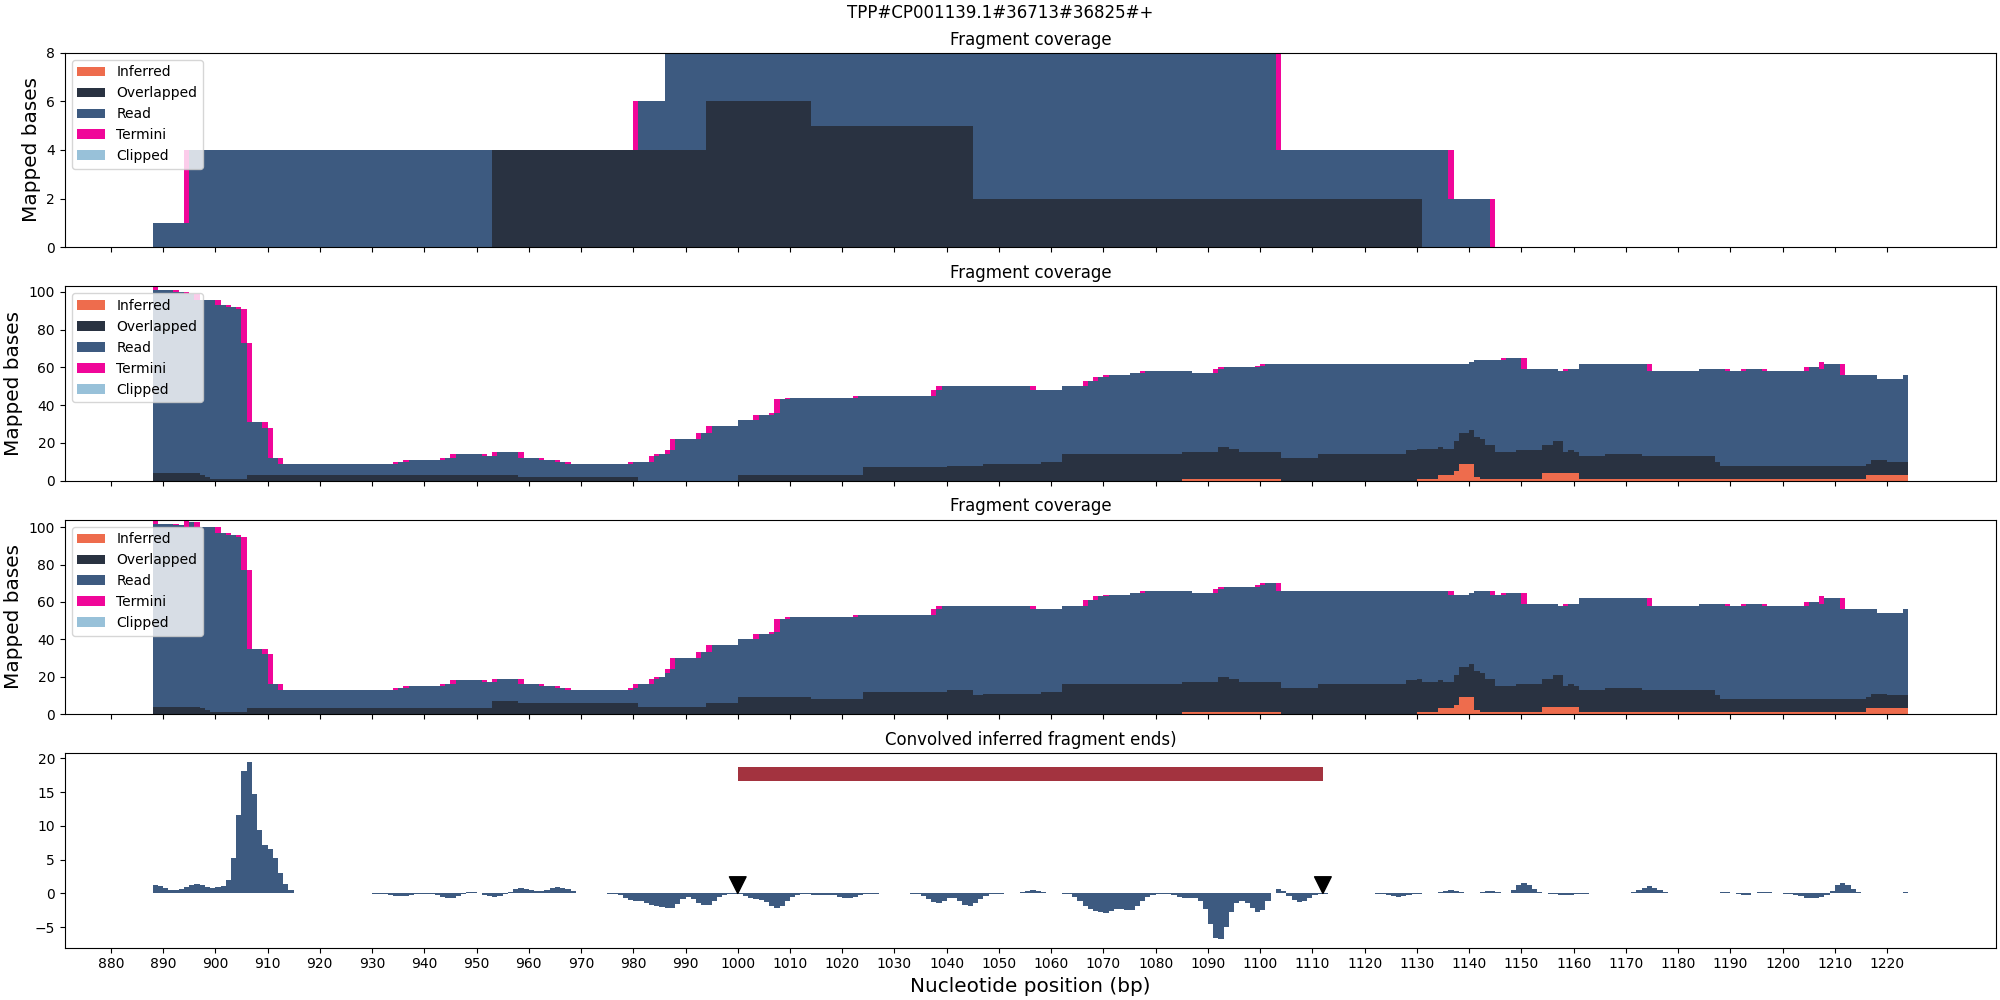 TPP#CP001139.1#36713#36825#+
Fragment coverage
Mapped bases
8
6
4
2
0
Inferred
Overlapped
Read
Termini
Clipped
Fragment coverage
Mapped bases
100
80
60
40
20
0
Inferred
Overlapped
Read
Termini
Clipped
Fragment coverage
Mapped bases
100
80
60
40
20
0
Inferred
Overlapped
Read
Termini
Clipped
Convolved inferred fragment ends)
20
15
10
5
0
−5
880 890 900 910 920 930 940 950 960 970 980 990 1000 1010 1020 1030 1040 1050 1060 1070 1080 1090 1100 1110 1120 1130 1140 1150 1160 1170 1180 1190 1200 1210 1220
Nucleotide position (bp)